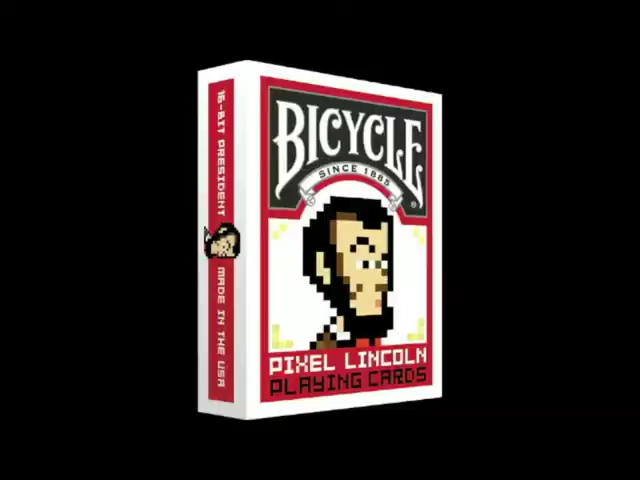 BICYCLE
®
SINCE 1885
PIXEL LINCOLN
PLAYING CARDS
16-BIT PRESIDENT
MADE IN THE USA